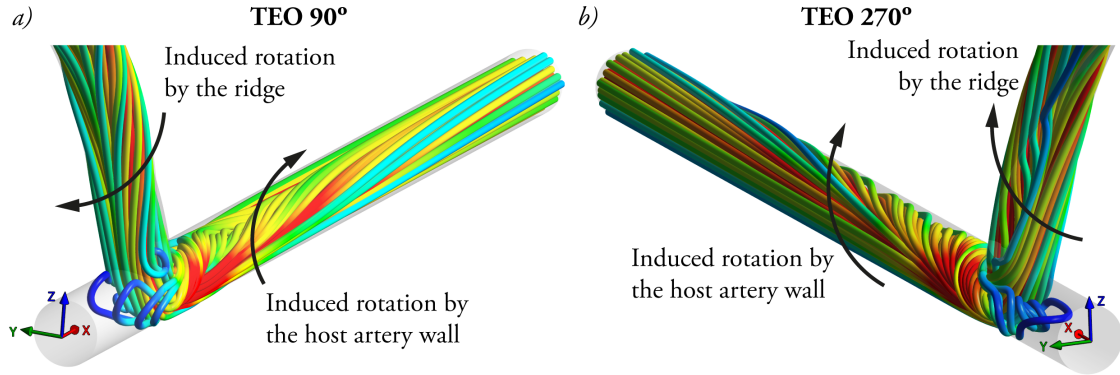 a)
TEO 90º
Induced rotation
by the ridge
Induced rotation by
the host artery wall
Z
Y
X
b)
TEO 270º
Induced rotation
by the ridge
Induced rotation by
the host artery wall
Z
X
Y